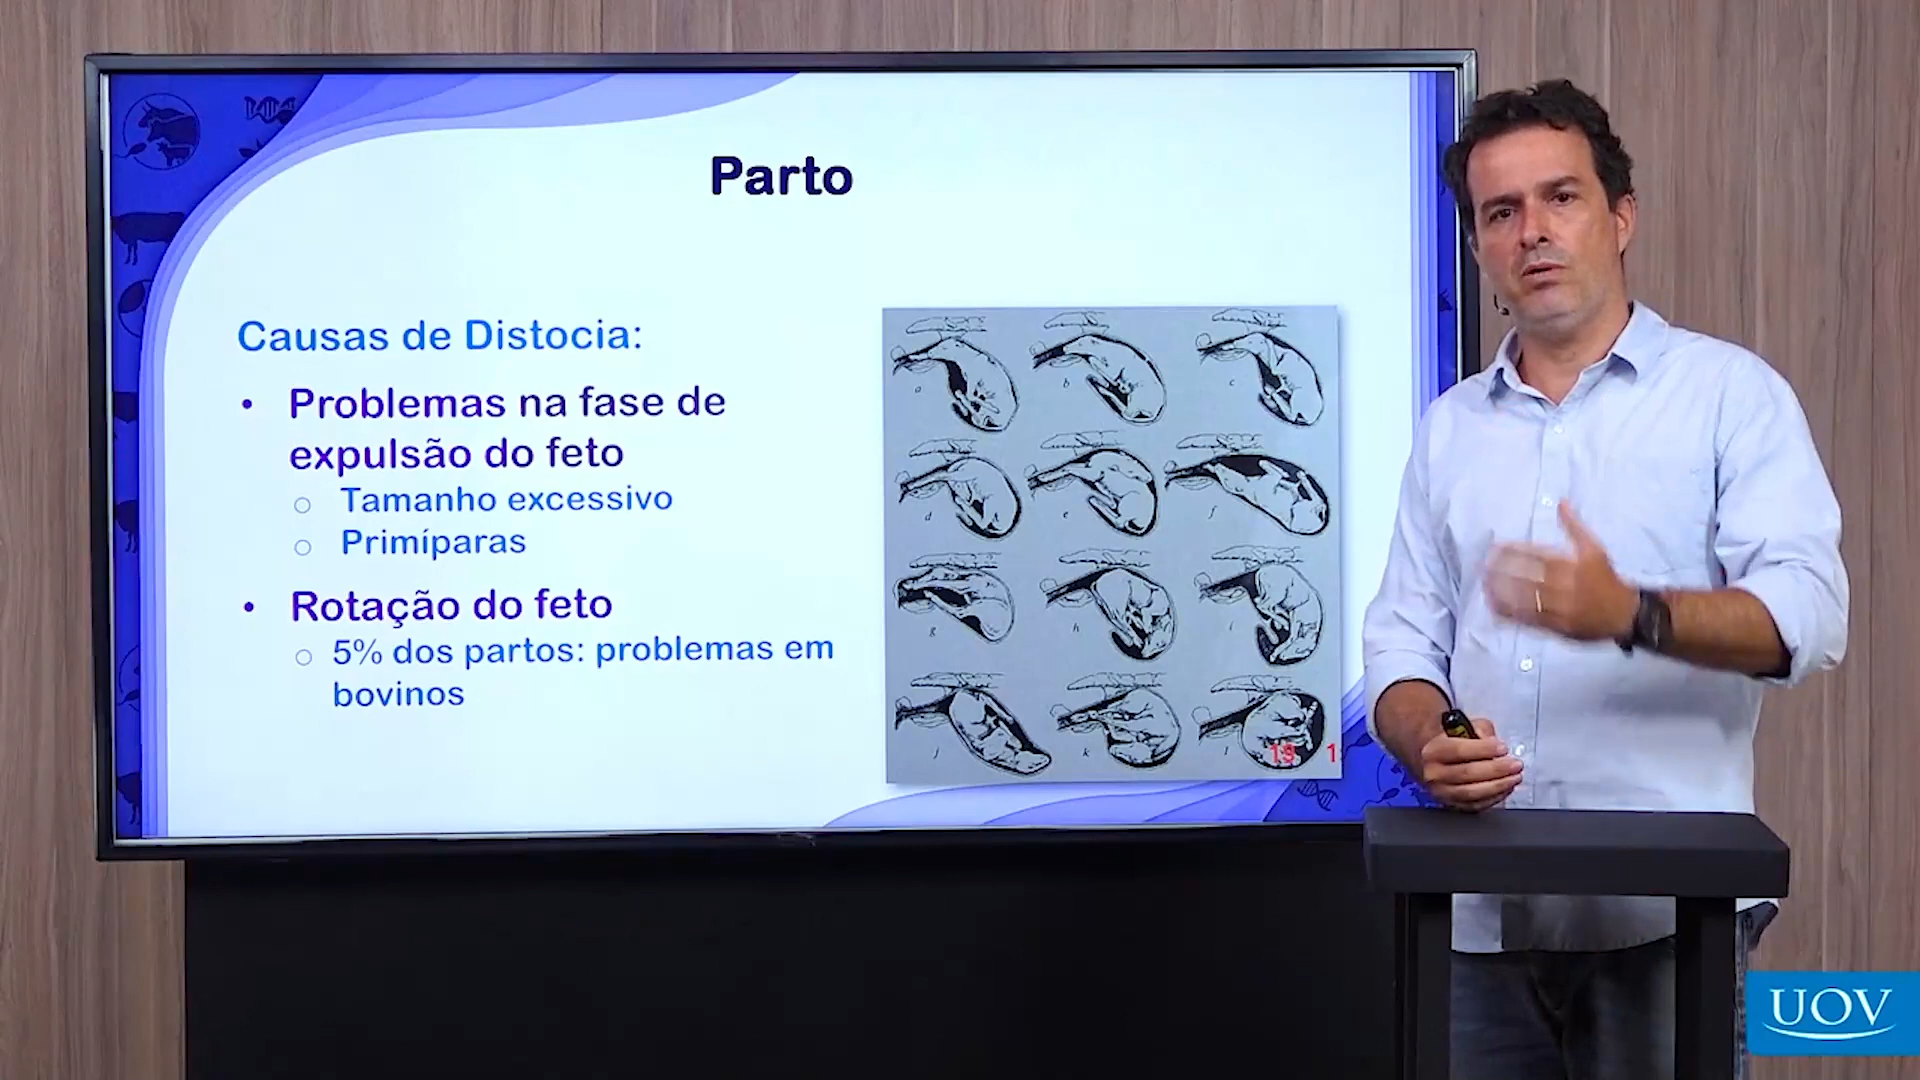 Parto
Causas de Distocia:
• Problemas na fase de
expulsão do feto
o Tamanho excessivo
o Primíparas
• Rotação do feto
o 5% dos partos: problemas em
bovinos
a
b
c
d
e
f
g
h
i
j
k
l
19 1
UOV